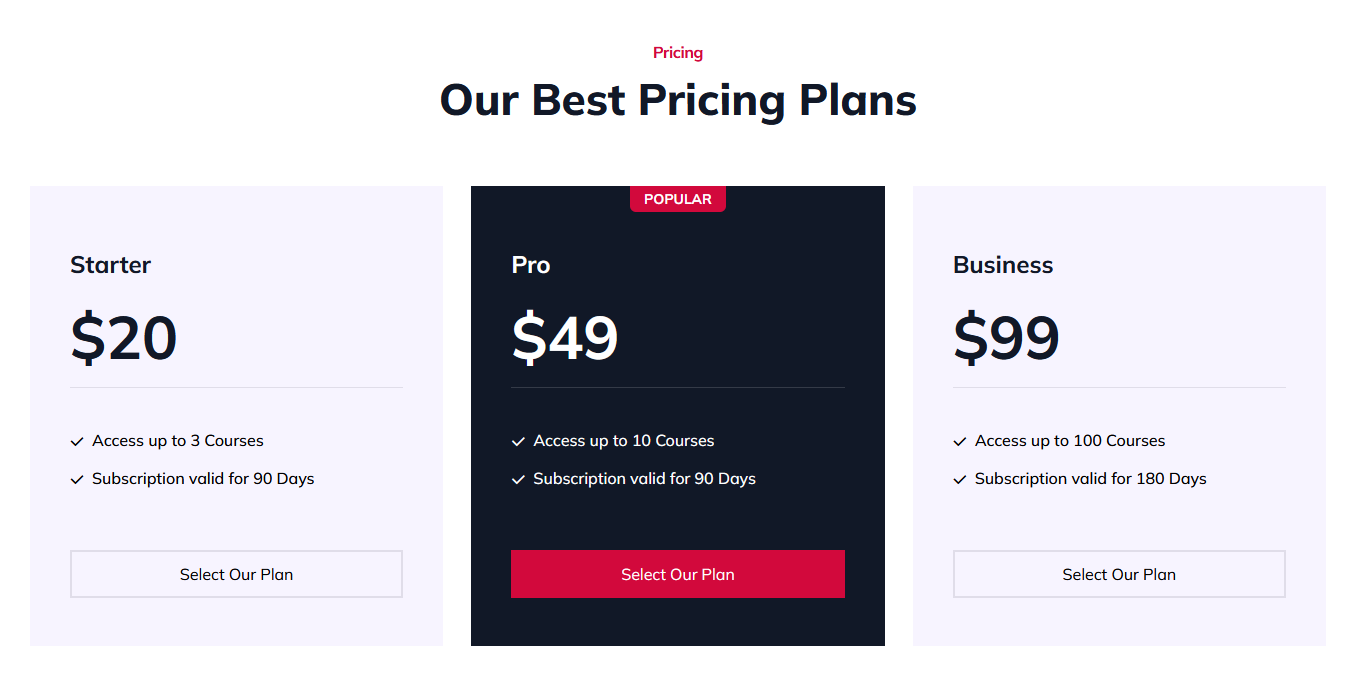 Pricing
Our Best Pricing Plans
Starter
$20
Access up to 3 Courses
Subscription valid for 90 Days
Select Our Plan
POPULAR
Pro
$49
Access up to 10 Courses
Subscription valid for 90 Days
Select Our Plan
Business
$99
Access up to 100 Courses
Subscription valid for 180 Days
Select Our Plan